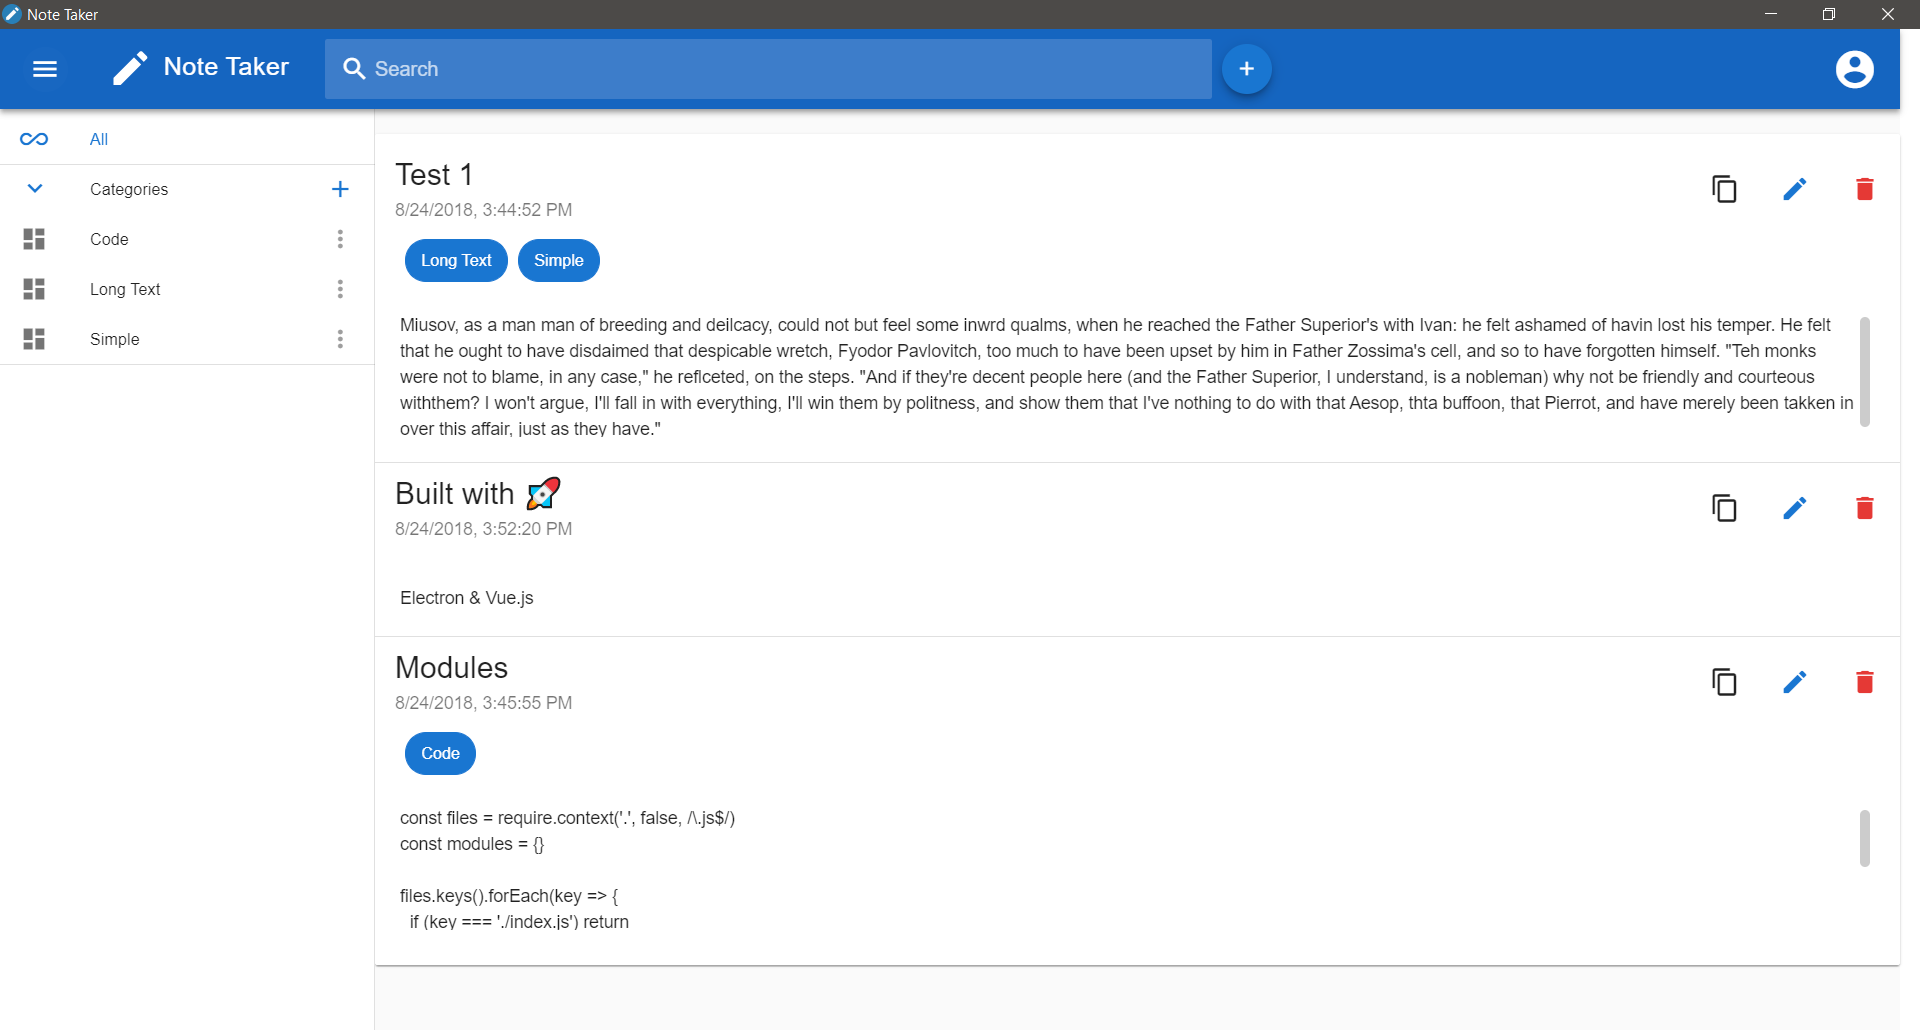 Note Taker
Note Taker
Search
All
Categories
Code
Long Text
Simple
Test 1
8/24/2018, 3:44:52 PM
Long Text Simple
Miusov, as a man man of breeding and deilcacy, could not but feel some inwrd qualms, when he reached the Father Superior's with Ivan: he felt ashamed of havin lost his temper. He felt
that he ought to have disdaimed that despicable wretch, Fyodor Pavlovitch, too much to have been upset by him in Father Zossima's cell, and so to have forgotten himself. "Teh monks
were not to blame, in any case," he reflceted, on the steps. "And if they're decent people here (and the Father Superior, I understand, is a nobleman) why not be friendly and courteous
withthem? I won't argue, I'll fall in with everything, I'll win them by politness, and show them that I've nothing to do with that Aesop, thta buffoon, that Pierrot, and have merely been takken in
over this affair, just as they have."
Built with 🚀
8/24/2018, 3:52:20 PM
Electron & Vue.js
Modules
8/24/2018, 3:45:55 PM
Code
const files = require.context('.', false, /\.js$/)
const modules = {}
files.keys().forEach(key => {
if (key === './index.js') return